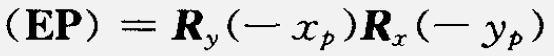 (EP) = R_y(− x_p)R_x(− y_p)